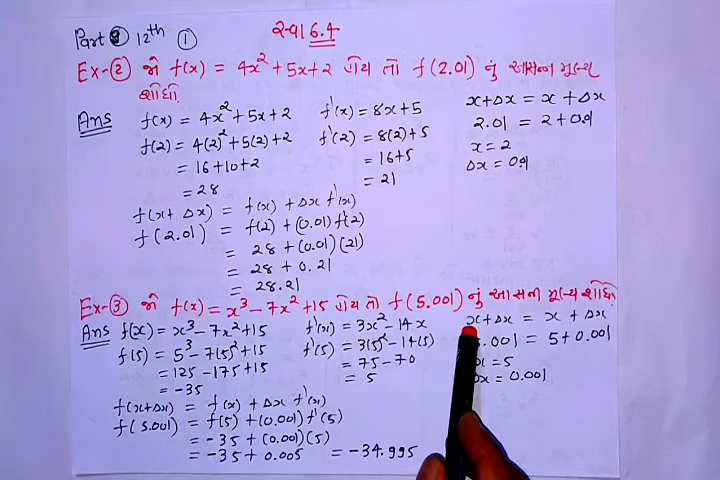 Part ② 12th ①
સ્વા 6.4
Ex-② જો f(x) = 4x² + 5x + 2 હોય તો f(2.01) નું આસન્ન મૂલ્ય
શોધો.
Ans f(x) = 4x² + 5x + 2 f'(x) = 8x + 5 x + Δx = x + Δx
f(2) = 4(2)² + 5(2) + 2 f'(2) = 8(2) + 5 2.01 = 2 +
= 16 + 10 + 2 = 16 + 5 x = 2
= 28 = 21 Δx =
f(x + Δx) = f(x) + Δx f'(x)
f(2.01) = f(2) + (0.01) f'(2)
= 28 + (0.01)(21)
= 28 + 0.21
= 28.21
Ex-③ જો f(x) = x³ - 7x² + 15 હોય તો f(5.001) નું આસન્ન મૂલ્ય શોધો
Ans f(x) = x³ - 7x² + 15 f'(x) = 3x² - 14x x + Δx = x + Δx
f(5) = 5³ - 7(5)² + 15 f'(5) = 3(5)² - 14(5) .001 = 5 + 0.001
= 125 - 175 + 15 = 75 - 70 x = 5
= -35 = 5 Δx = 0.001
f(x+Δx) = f(x) + Δx f'(x)
f(5.001) = f(5) + (0.001) f'(5)
= -35 + (0.001)(5)
= -35 + 0.005 = -34.995